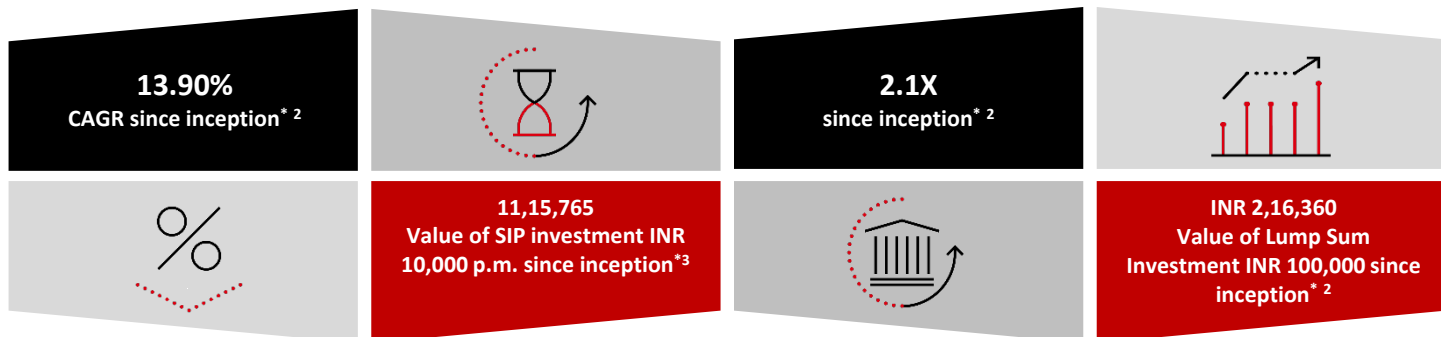 13.90%
CAGR since inception* 2
2.1X
since inception* 2
11,15,765
Value of SIP investment INR
10,000 p.m. since inception*3
INR 2,16,360
Value of Lump Sum
Investment INR 100,000 since
inception* 2